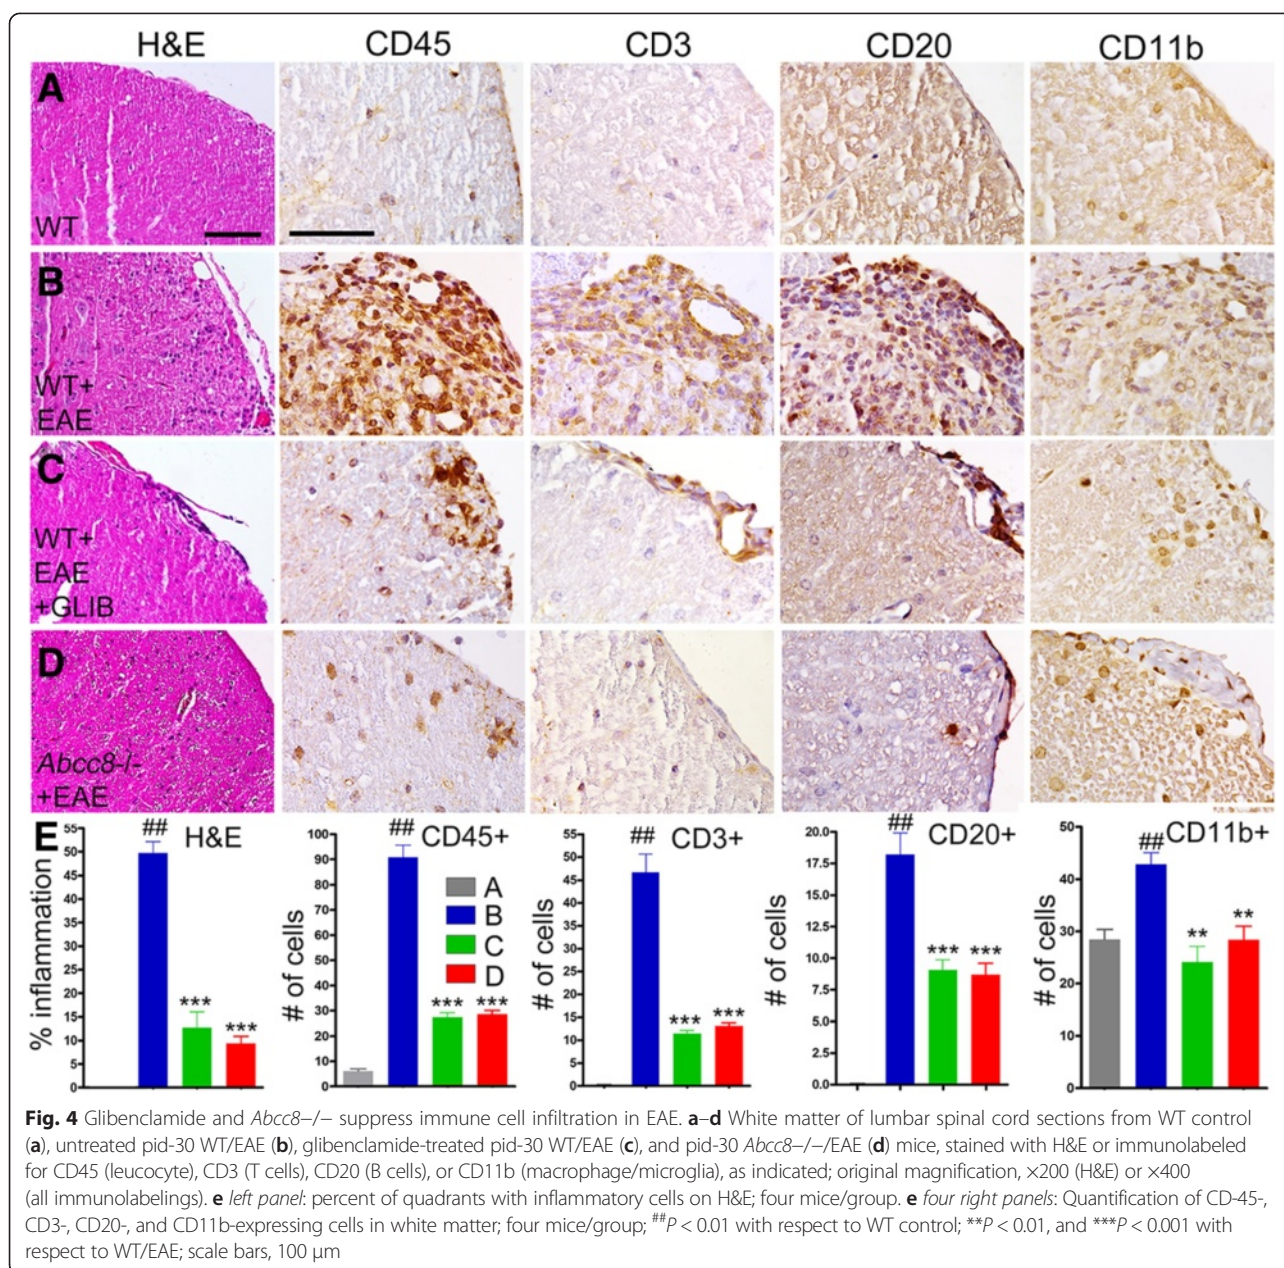 H&E CD45 CD3 CD20 CD11b
A
WT
B
WT+
EAE
C
WT+
EAE
+GLIB
D
Abcc8-/-
+EAE
E
% inflammation
55
50
45
40
35
30
25
20
15
10
5
0
##
H&E
***
***
# of cells
100
90
80
70
60
50
40
30
20
10
0
##
CD45+
A
B
C
D
***
***
# of cells
55
50
45
40
35
30
25
20
15
10
5
0
##
CD3+
***
***
# of cells
20.0
17.5
15.0
12.5
10.0
7.5
5.0
2.5
0.0
##
CD20+
***
***
# of cells
50
40
30
20
30
0
##
CD11b+
**
**
Fig. 4 Glibenclamide and Abcc8−/− suppress immune cell infiltration in EAE. a–d White matter of lumbar spinal cord sections from WT control
(a), untreated pid-30 WT/EAE (b), glibenclamide-treated pid-30 WT/EAE (c), and pid-30 Abcc8−/−/EAE (d) mice, stained with H&E or immunolabeled
for CD45 (leucocyte), CD3 (T cells), CD20 (B cells), or CD11b (macrophage/microglia), as indicated; original magnification, ×200 (H&E) or ×400
(all immunolabelings). e left panel: percent of quadrants with inflammatory cells on H&E; four mice/group. e four right panels: Quantification of CD-45-,
CD3-, CD20-, and CD11b-expressing cells in white matter; four mice/group; ##P < 0.01 with respect to WT control; **P < 0.01, and ***P < 0.001 with
respect to WT/EAE; scale bars, 100 μm